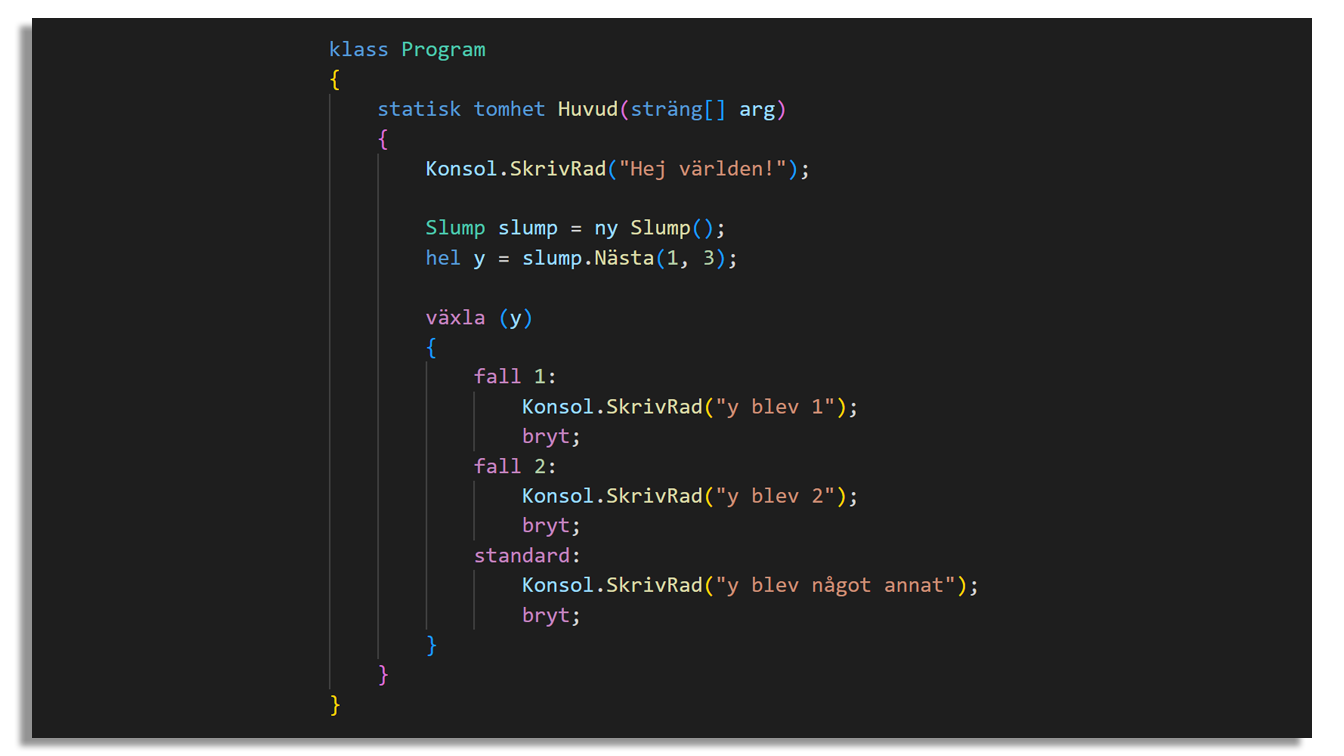 klass Program
{
    statisk tomhet Huvud(sträng[] arg)
    {
        Konsol.SkrivRad("Hej världen!");

        Slump slump = ny Slump();
        hel y = slump.Nästa(1, 3);

        växla (y)
        {
            fall 1:
                Konsol.SkrivRad("y blev 1");
                bryt;
            fall 2:
                Konsol.SkrivRad("y blev 2");
                bryt;
            standard:
                Konsol.SkrivRad("y blev något annat");
                bryt;
        }
    }
}